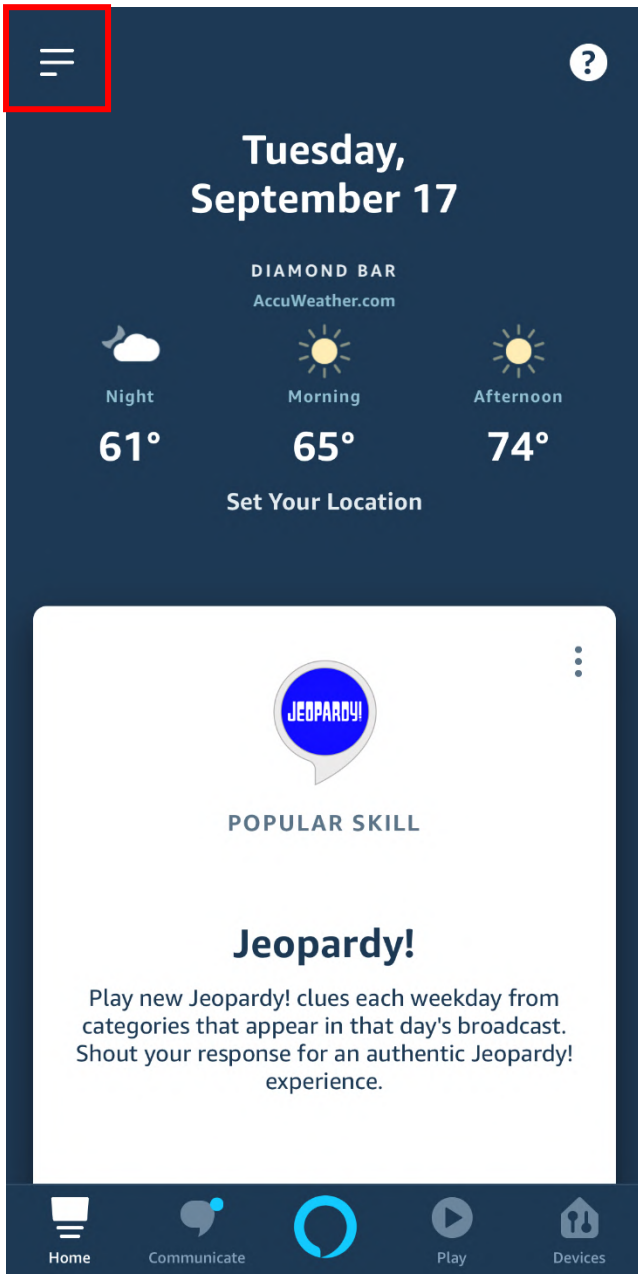 ?
Tuesday,
September 17
DIAMOND BAR
AccuWeather.com
Night Morning Afternoon
61° 65° 74°
Set Your Location
JEOPARDY!
POPULAR SKILL
Jeopardy!
Play new Jeopardy! clues each weekday from
categories that appear in that day's broadcast.
Shout your response for an authentic Jeopardy!
experience.
Home Communicate Play Devices